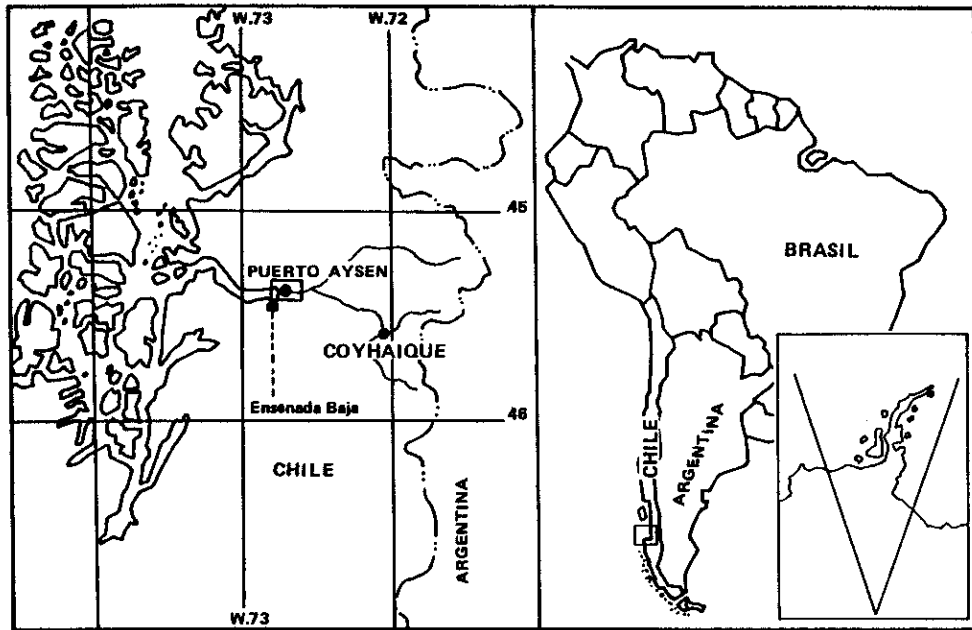 W.73
W.72
45
PUERTO AYSEN
COYHAIQUE
Ensenada Baja
46
CHILE
ARGENTINA
W.73
BRASIL
CHILE
ARGENTINA